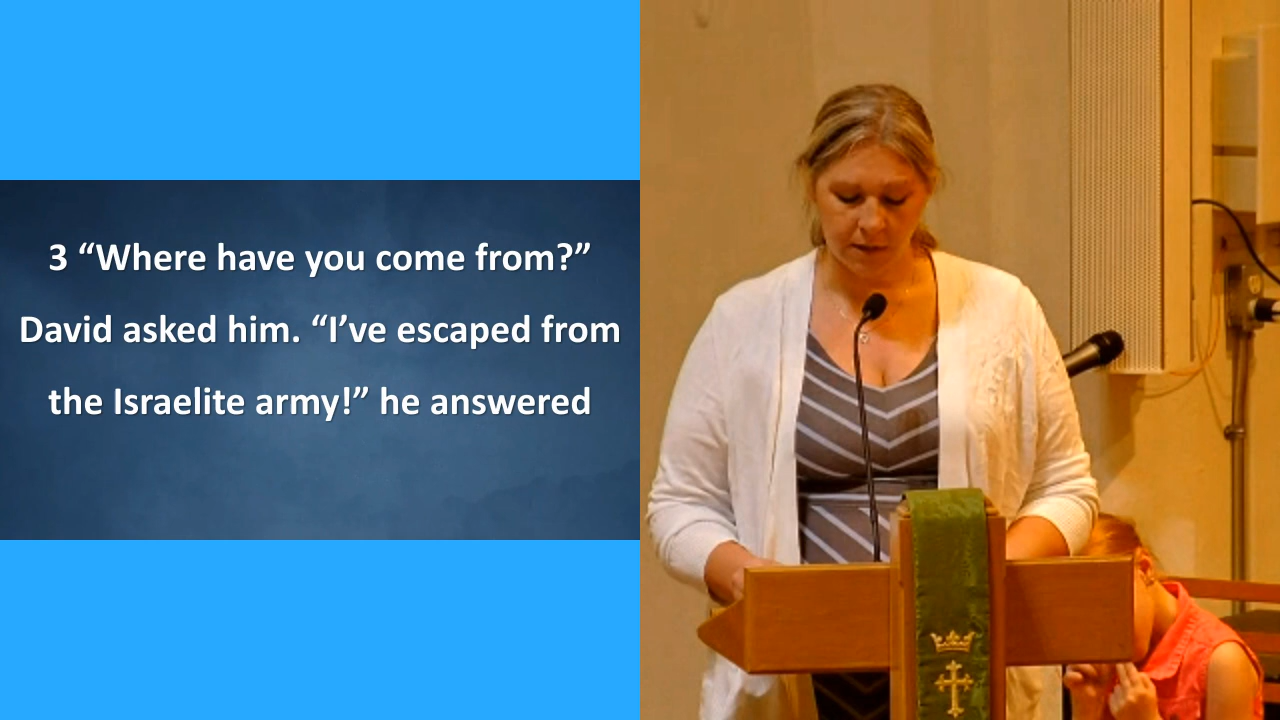 3 “Where have you come from?”
David asked him. “I’ve escaped from
the Israelite army!” he answered